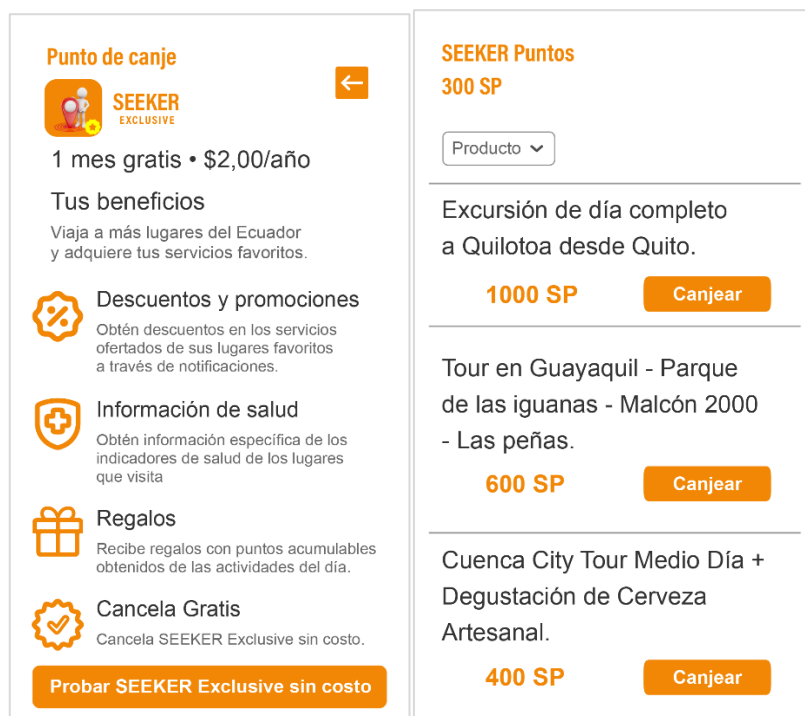 Punto de canje
SEEKER
EXCLUSIVE
1 mes gratis • $2,00/año
Tus beneficios
Viaja a más lugares del Ecuador
y adquiere tus servicios favoritos.
Descuentos y promociones
Obtén descuentos en los servicios
ofertados de sus lugares favoritos
a través de notificaciones.
Información de salud
Obtén información específica de los
indicadores de salud de los lugares
que visita
Regalos
Recibe regalos con puntos acumulables
obtenidos de las actividades del día.
Cancela Gratis
Cancela SEEKER Exclusive sin costo.
Probar SEEKER Exclusive sin costo
SEEKER Puntos
300 SP
Producto
Excursión de día completo
a Quilotoa desde Quito.
1000 SP
Canjear
Tour en Guayaquil - Parque
de las iguanas - Malcón 2000
- Las peñas.
600 SP
Canjear
Cuenca City Tour Medio Día +
Degustación de Cerveza
Artesanal.
400 SP
Canjear